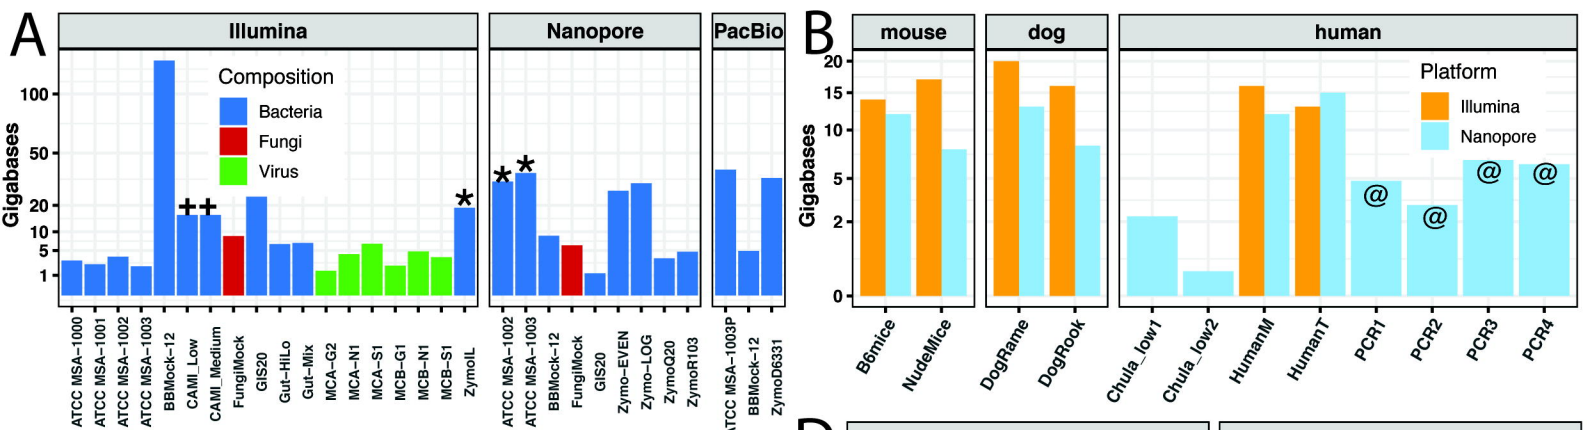 A
Illumina
Nanopore
PacBio
Gigabases
100
50
20
10
5
1
Composition
Bacteria
Fungi
Virus
+ +
*
* *
ATCC MSA-1000
ATCC MSA-1001
ATCC MSA-1002
ATCC MSA-1003
BBMock-12
CAMI_Low
CAMI_Medium
FungiMock
GIS20
Gut-HiLo
Gut-Mix
MCA-G2
MCA-N1
MCA-S1
MCB-G1
MCB-N1
MCB-S1
ZymoIL
ATCC MSA-1002
ATCC MSA-1003
BBMock-12
FungiMock
GIS20
Zymo-EVEN
Zymo-LOG
ZymoQ20
ZymoR103
ATCC MSA-1003P
BBMock-12
ZymoD6331
B
mouse
dog
human
Gigabases
20
15
10
5
2
0
Platform
Illumina
Nanopore
@
@
@
@
B6mice
NudeMice
DogRame
DogRook
Chula_low1
Chula_low2
HumanM
HumanT
PCR1
PCR2
PCR3
PCR4